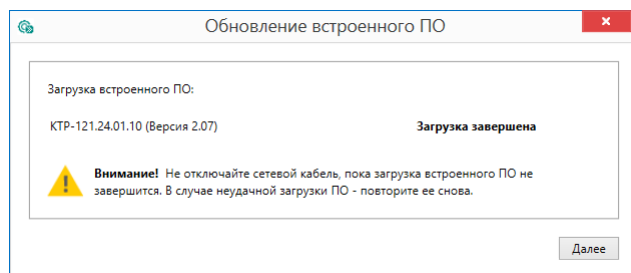 Обновление встроенного ПО
Загрузка встроенного ПО:
КТР-121.24.01.10 (Версия 2.07) Загрузка завершена
Внимание! Не отключайте сетевой кабель, пока загрузка встроенного ПО не
завершится. В случае неудачной загрузки ПО - повторите ее снова.
Далее